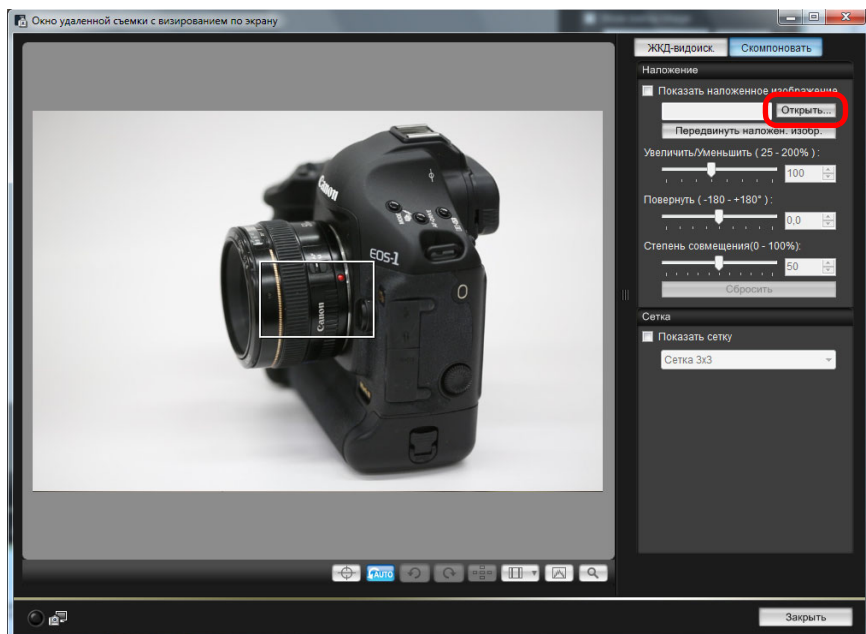 Окно удаленной съемки с визированием по экрану
ЖКД-видоиск. Скомпоновать
Наложение
Показать наложенное изображение
Открыть...
Передвинуть наложен. изобр.
Увеличить/Уменьшить ( 25 - 200% ) :
100
Повернуть ( -180 - +180° ) :
0,0
Степень совмещения(0 - 100%):
50
Сбросить
Сетка
Показать сетку
Сетка 3x3
Canon
EOS-1
Canon
AUTO
Закрыть